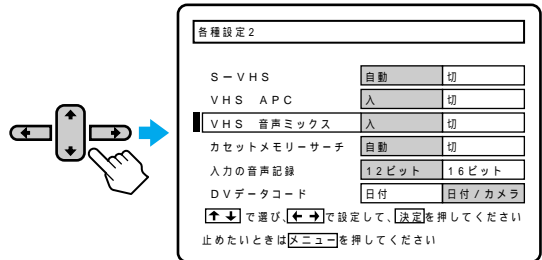 各種設定2
S-VHS 自動 切
VHS APC 入 切
VHS 音声ミックス 入 切
カセットメモリーサーチ 自動 切
入力の音声記録 12ビット 16ビット
DVデータコード 日付 日付/カメラ
↑↓で選び、←→で設定して、決定を押してください
止めたいときはメニューを押してください